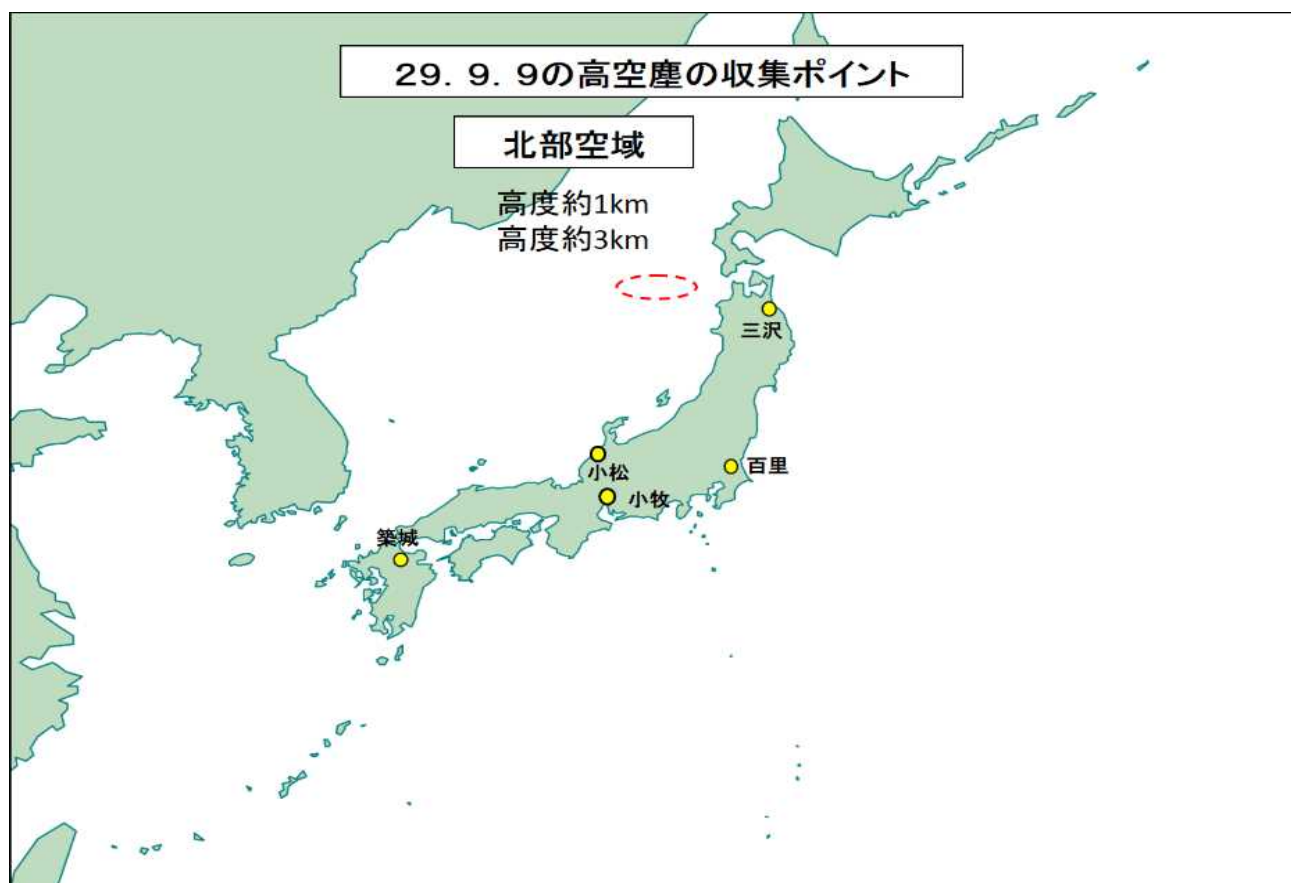 29. 9. 9の高空塵の収集ポイント
北部空域
高度約1km
高度約3km
三沢
小松
百里
小牧
築城